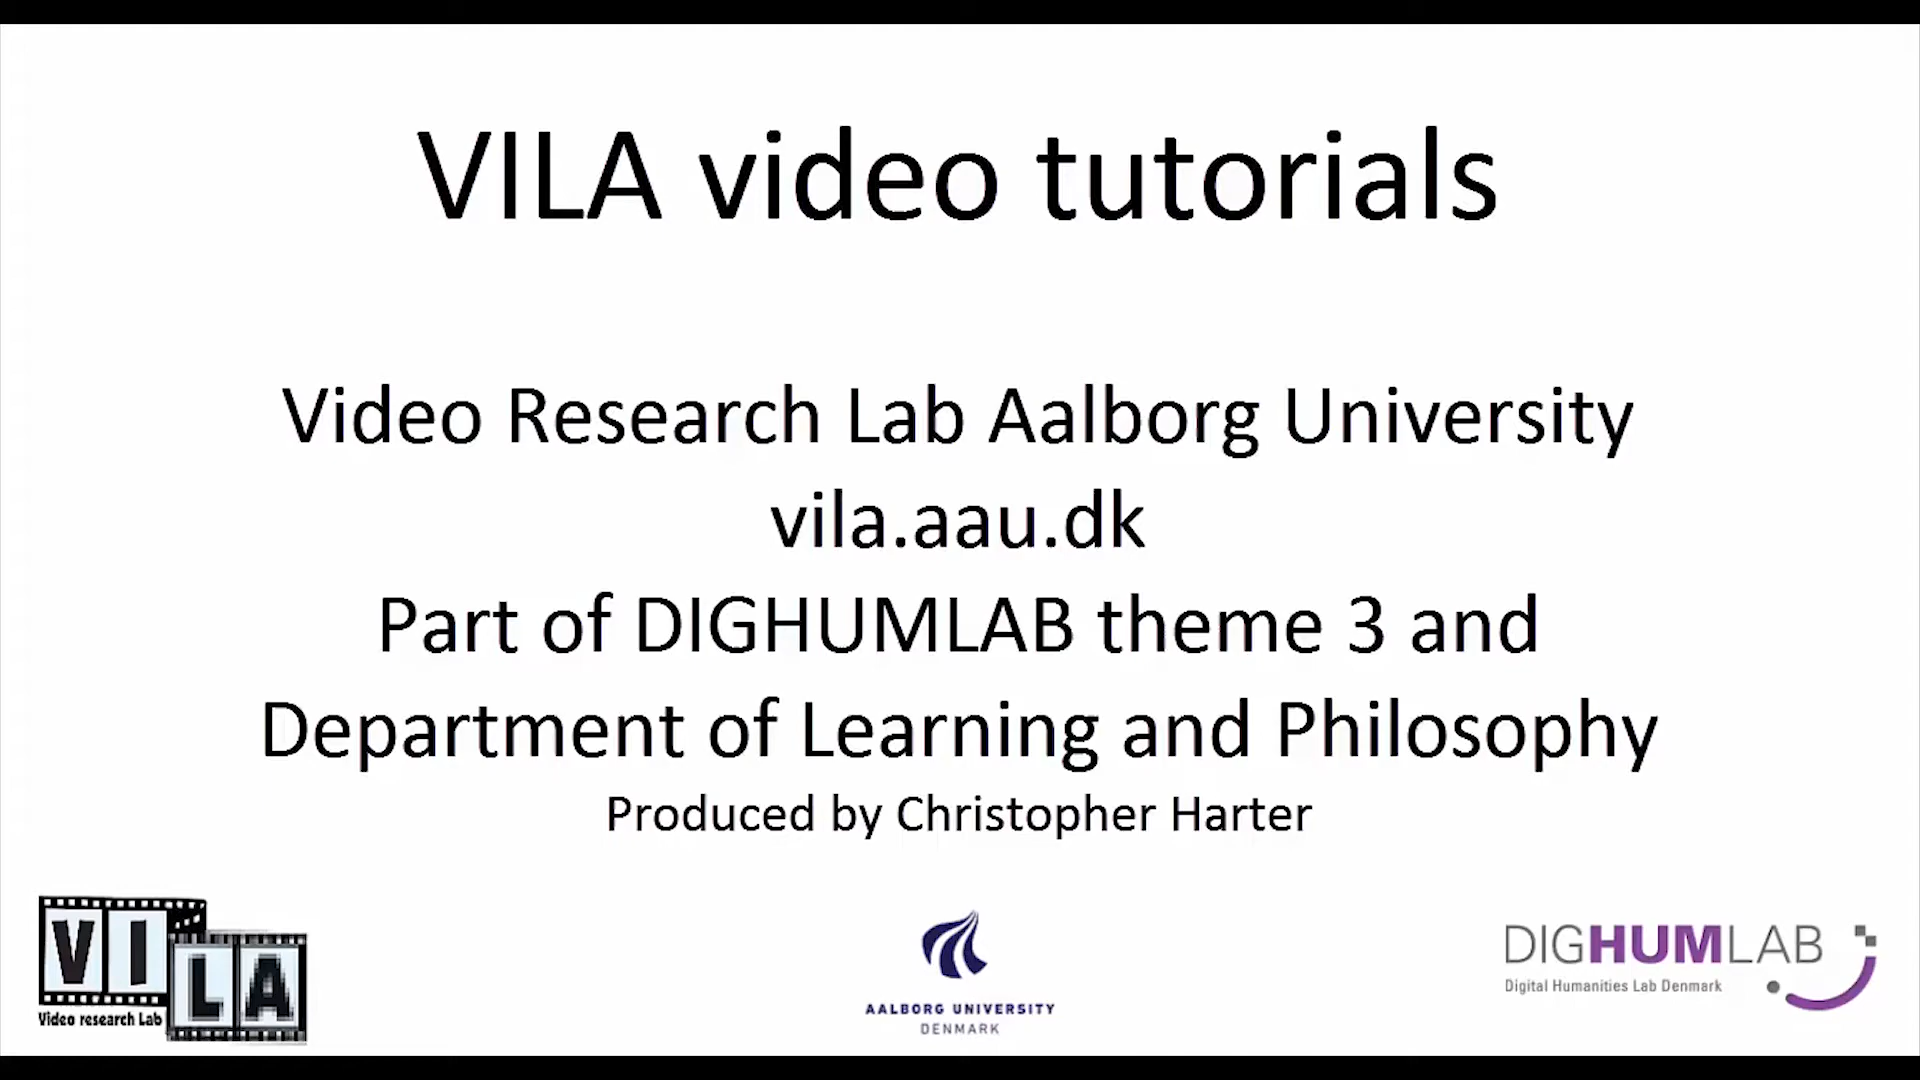 VILA video tutorials
Video Research Lab Aalborg University
vila.aau.dk
Part of DIGHUMLAB theme 3 and
Department of Learning and Philosophy
Produced by Christopher Harter
VI
LA
Video research Lab
AALBORG UNIVERSITY
DENMARK
DIGHUMLAB
Digital Humanities Lab Denmark